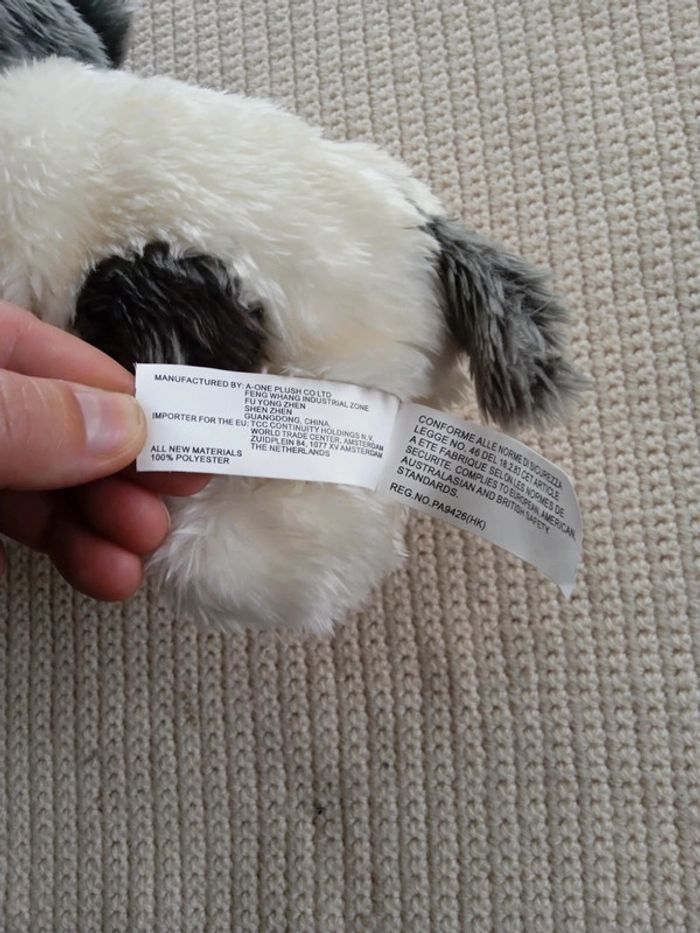 MANUFACTURED BY: A-ONE PLUSH CO LTD
FENG WHANG INDUSTRIAL ZONE
FU YONG ZHEN
SHEN ZHEN
GUANGDONG, CHINA.
IMPORTER FOR THE EU: TCC CONTINUITY HOLDINGS N.V.
WORLD TRADE CENTER, AMSTERDAM
ZUIDPLEIN 84, 1077 XV AMSTERDAM
THE NETHERLANDS
ALL NEW MATERIALS
100% POLYESTER
CONFORME ALLE NORME DI SICUREZZA
LEGGE NO. 46 DEL 18.2.83 CET ARTICLE
A ETE FABRIQUE SELON LES NORMES DE
SECURITE. COMPLIES TO EUROPEAN, AMERICAN,
AUSTRALASIAN AND BRITISH SAFETY
STANDARDS.
REG.NO.PA9426(HK)